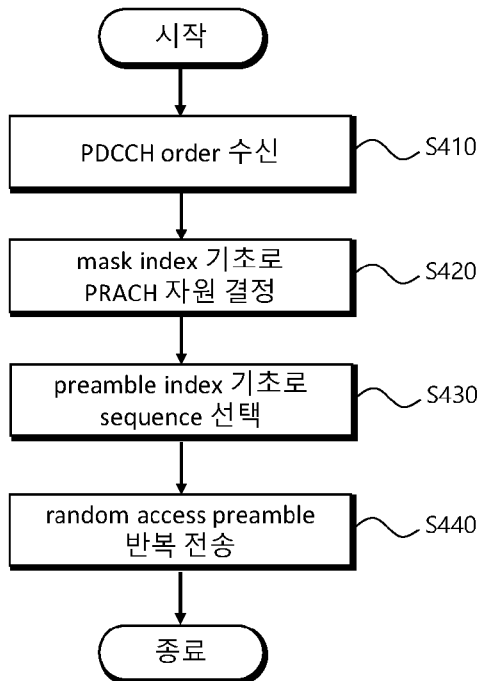 시작
PDCCH order 수신
S410
mask index 기초로
PRACH 자원 결정
S420
preamble index 기초로
sequence 선택
S430
random access preamble
반복 전송
S440
종료